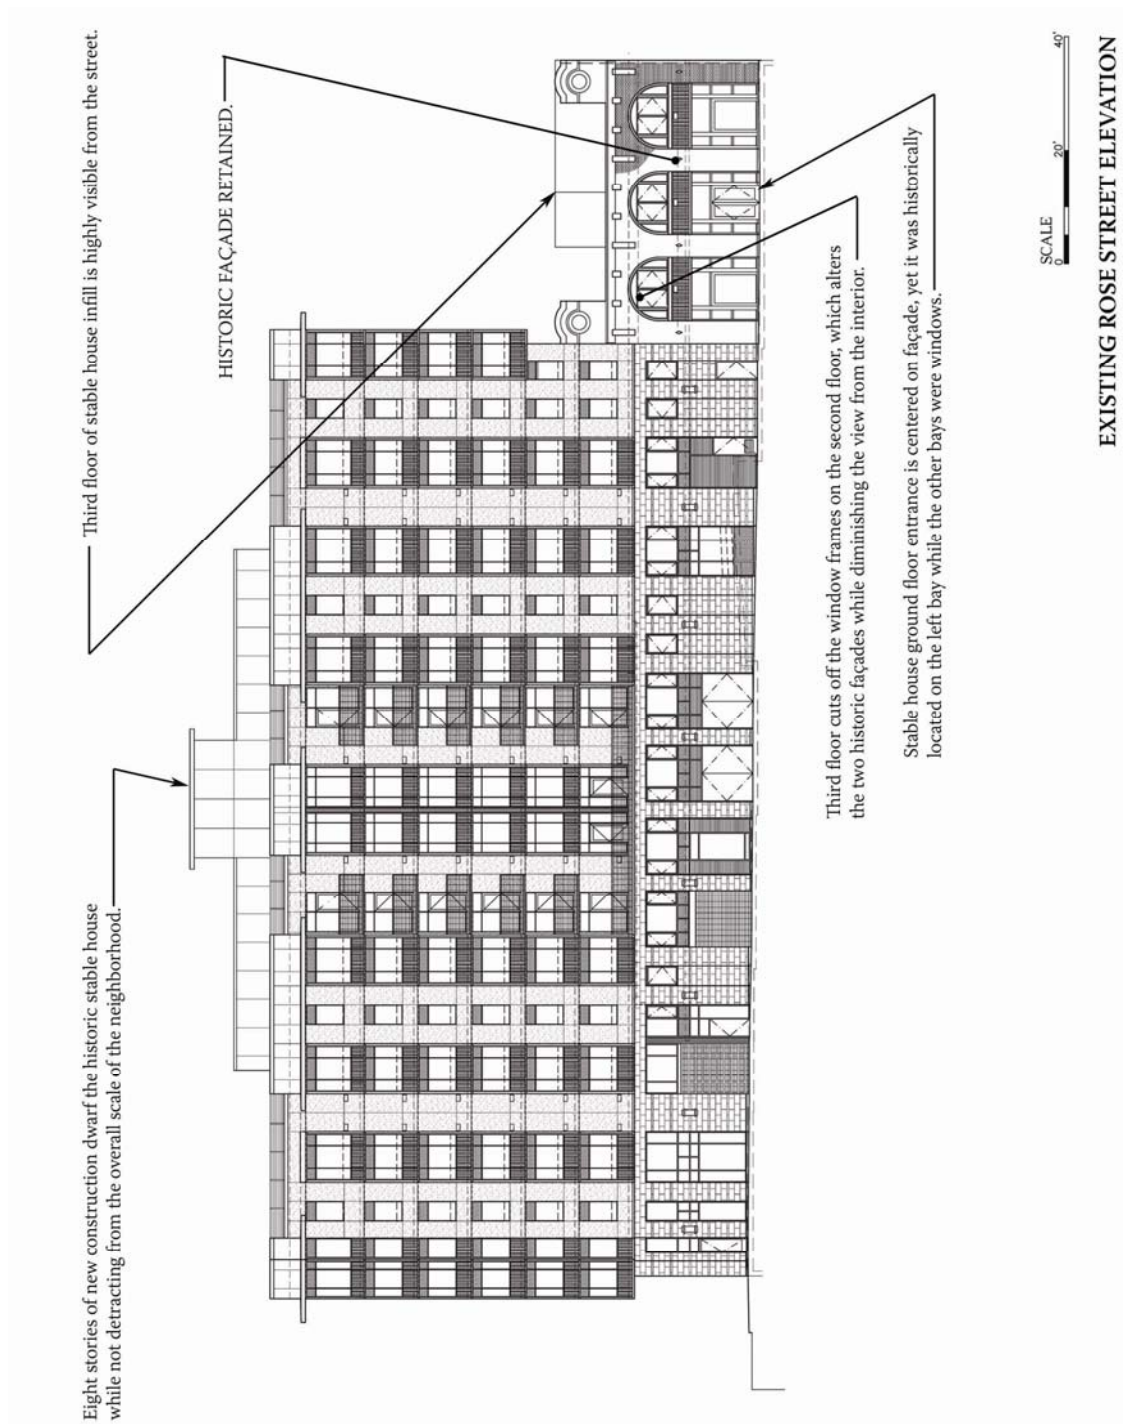 Eight stories of new construction dwarf the historic stable house
while not detracting from the overall scale of the neighborhood.
Third floor of stable house infill is highly visible from the street.
HISTORIC FAÇADE RETAINED.
Third floor cuts off the window frames on the second floor, which alters
the two historic façades while diminishing the view from the interior.
Stable house ground floor entrance is centered on façade, yet it was historically
located on the left bay while the other bays were windows.
SCALE
0 20' 40'
EXISTING ROSE STREET ELEVATION